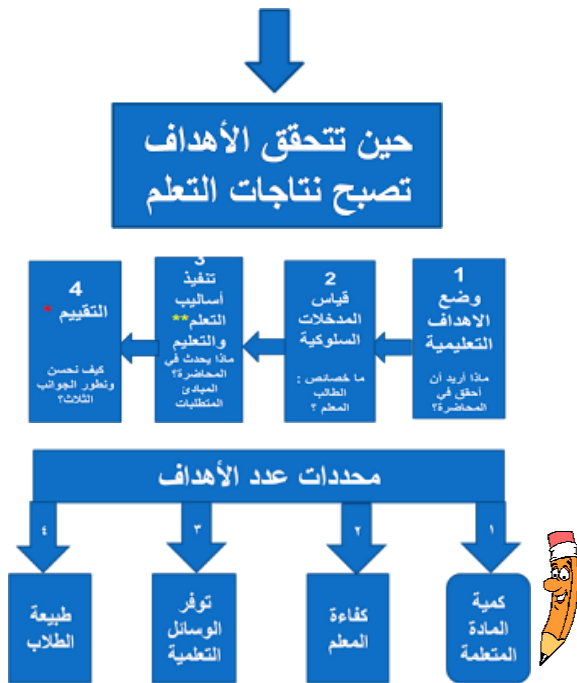 حين تتحقق الأهداف
تصبح نتاجات التعلم
1
وضع
الاهداف
التعليمية
ماذا أريد أن
أحقق في
المحاضرة؟
2
قياس
المدخلات
السلوكية
ما خصائص :
الطالب
المعلم ؟
3
تنفيذ
أساليب
التعلم**
والتعليم
ماذا يحدث في
المحاضرة؟
المبادئ
المتطلبات
4
التقييم *
كيف نحسن
ونطور الجوانب
الثلاث؟
محددات عدد الأهداف
١
٢
٣
٤
كمية
المادة
المتعلمة
كفاءة
المعلم
توفر
الوسائل
التعلمية
طبيعة
الطلاب